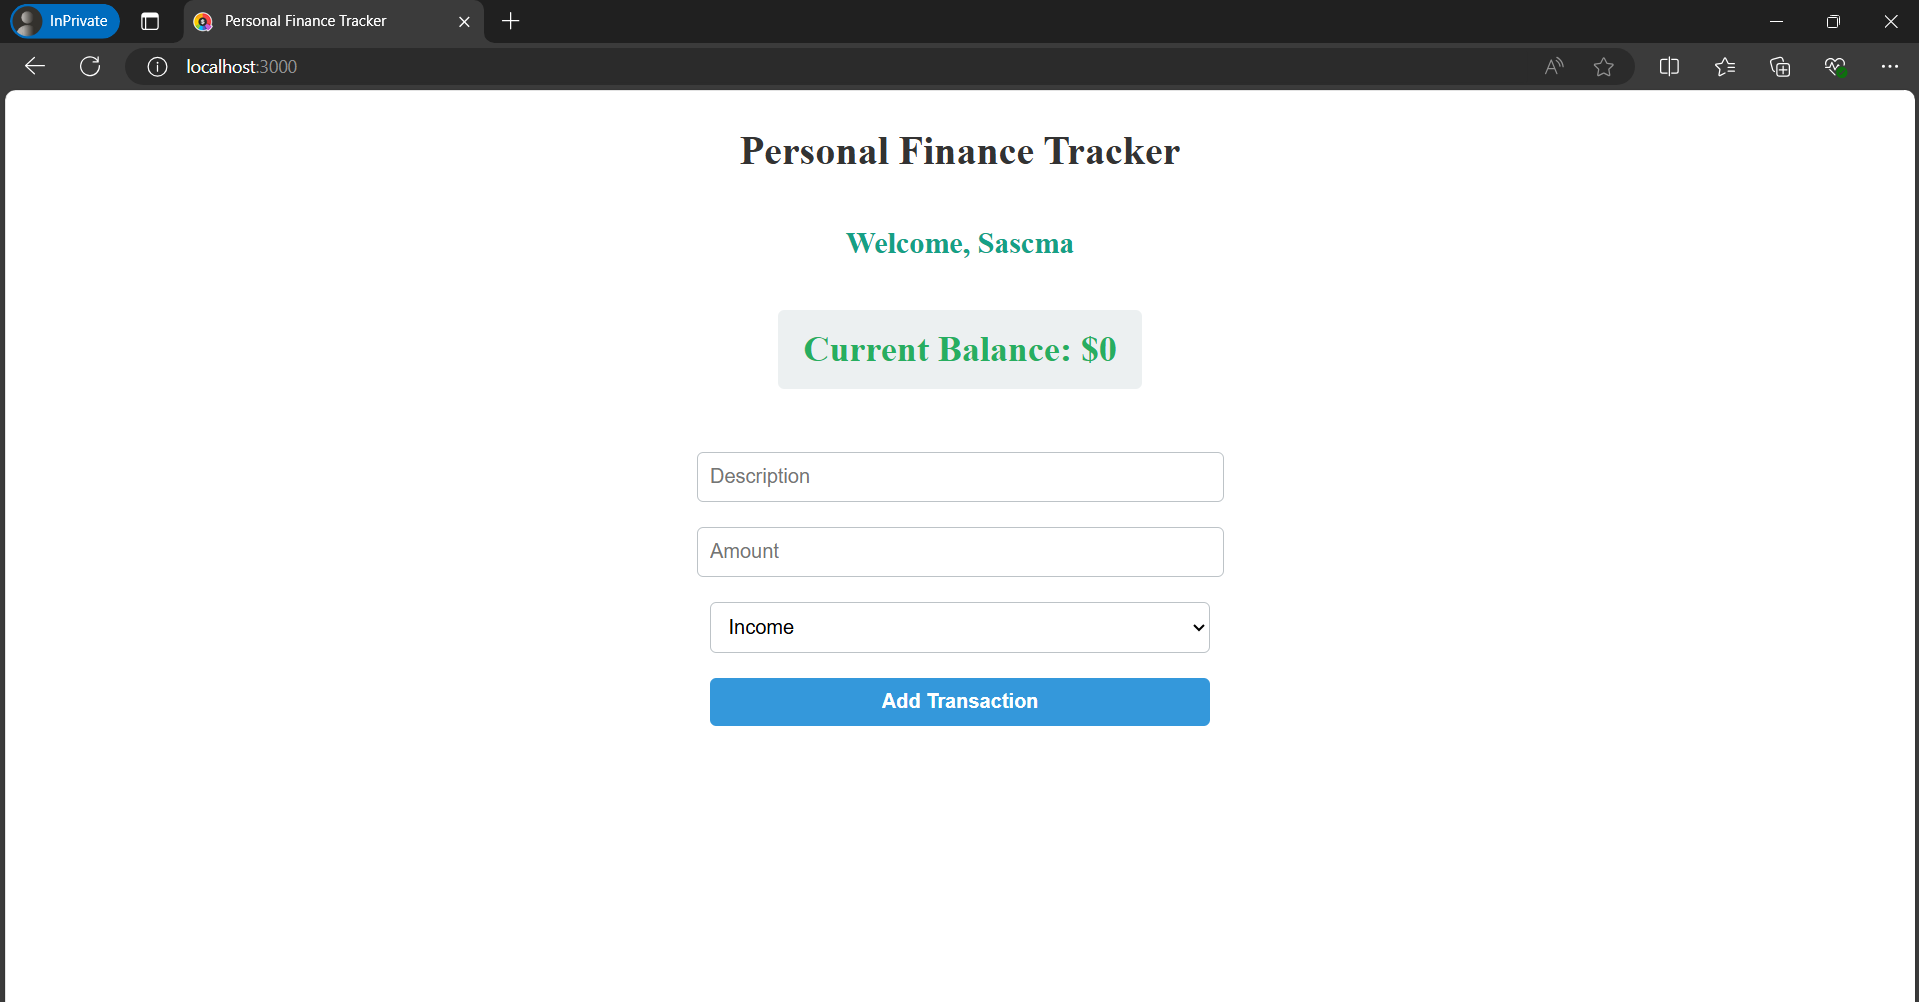 InPrivate
Personal Finance Tracker
localhost:3000
Personal Finance Tracker
Welcome, Sascma
Current Balance: $0
Description
Amount
Income
Add Transaction